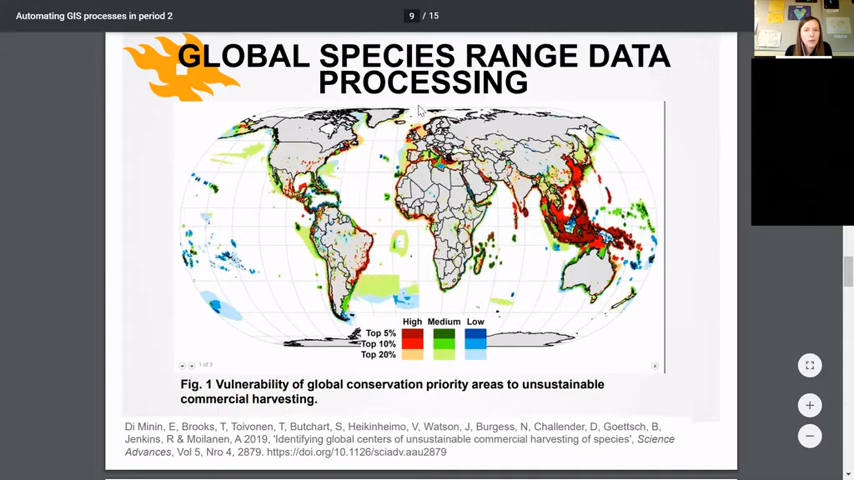 Automating GIS processes in period 2
9 / 15
GLOBAL SPECIES RANGE DATA
PROCESSING
High Medium Low
Top 5%
Top 10%
Top 20%
1 of 3
Fig. 1 Vulnerability of global conservation priority areas to unsustainable
commercial harvesting.
Di Minin, E, Brooks, T, Toivonen, T, Butchart, S, Heikinheimo, V, Watson, J, Burgess, N, Challender, D, Goettsch, B,
Jenkins, R & Moilanen, A 2019, 'Identifying global centers of unsustainable commercial harvesting of species', Science
Advances, Vol 5, Nro 4, 2879. https://doi.org/10.1126/sciadv.aau2879